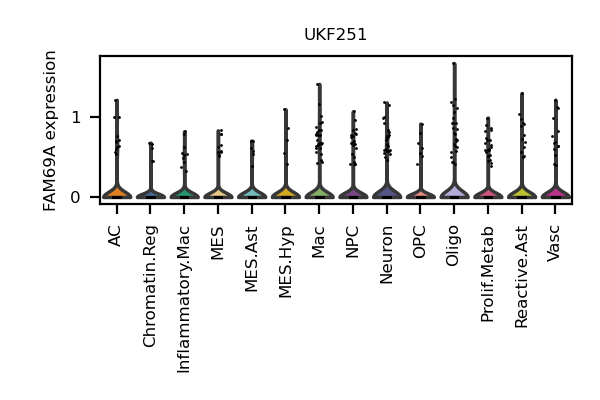 UKF251
FAM69A expression
1
0
AC
Chromatin.Reg
Inflammatory.Mac
MES
MES.Ast
MES.Hyp
Mac
NPC
Neuron
OPC
Oligo
Prolif.Metab
Reactive.Ast
Vasc